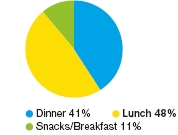 Dinner 41% Lunch 48%
Snacks/Breakfast 11%